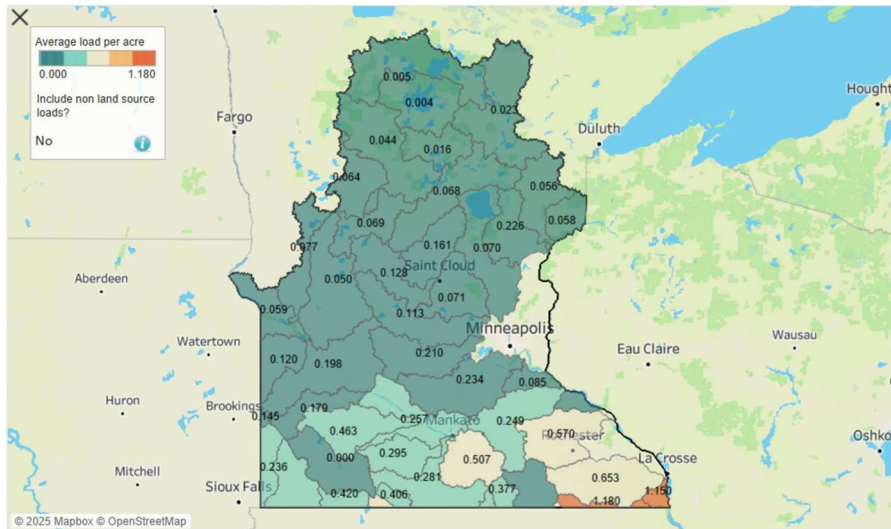 Average load per acre
0.000 1.180
Include non land source
loads?
No
Fargo
Duluth
Hought
0.005
0.004
0.023
0.044
0.016
0.064
0.068
0.056
0.226
0.058
0.069
0.077
0.161
0.070
Saint Cloud
0.128
0.050
0.071
Aberdeen
0.059
0.113
Minneapolis
Watertown
0.120
0.198
0.210
Eau Claire
Wausau
0.234
0.085
Huron
Brookings
0.145
0.179
0.257
Mankato
0.249
0.463
0.570
Rochester
Oshko
0.000
0.295
0.507
La Crosse
0.236
Mitchell
0.281
0.653
Sioux Falls
0.420
0.406
0.377
1.180
1.150
© 2025 Mapbox © OpenStreetMap